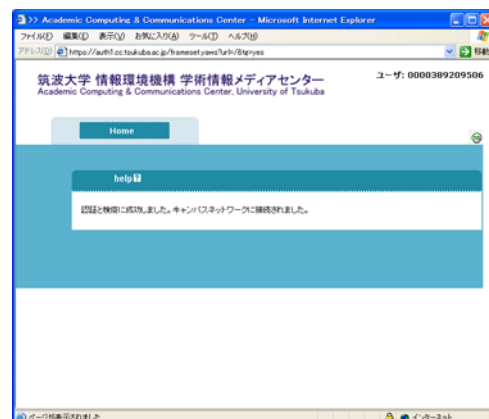 >> Academic Computing & Communications Center - Microsoft Internet Explorer
ファイル(F) 編集(E) 表示(V) お気に入り(A) ツール(T) ヘルプ(H)
アドレス(D) https://auth1.cc.tsukuba.ac.jp/frameset.yaws?url=/&tg=yes 移動
筑波大学 情報環境機構 学術情報メディアセンター
Academic Computing & Communications Center, University of Tsukuba
ユーザ: 0000389209506
Home
help?
認証と検疫に成功しました。キャンパスネットワークに接続されました。
ページが表示されました
インターネット